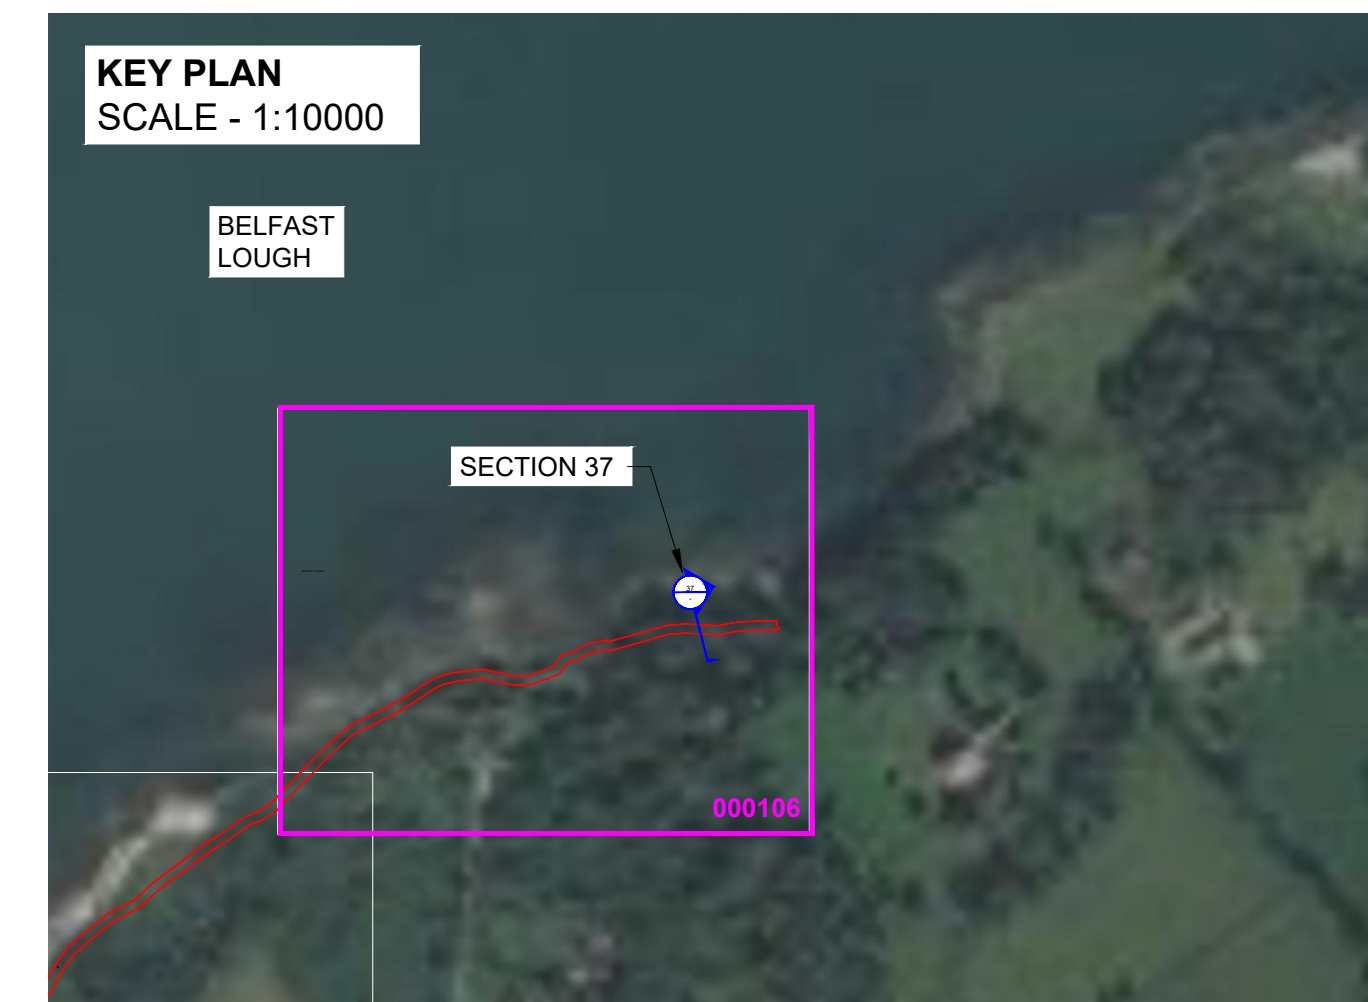 KEY PLAN
SCALE - 1:10000
BELFAST
LOUGH
SECTION 37
37
-
000106